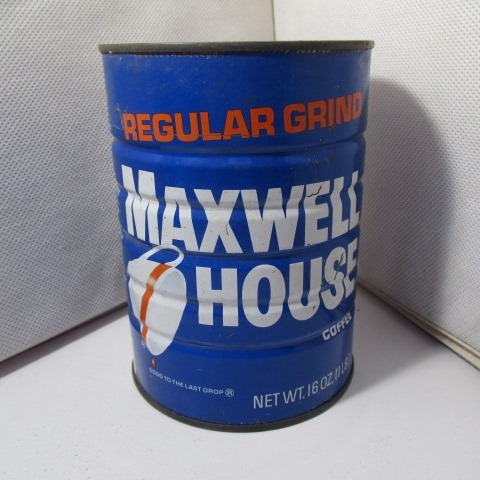 REGULAR GRIND
MAXWELL
HOUSE
COFFEE
GOOD TO THE LAST DROP®
NET WT. 16 OZ. (1 LB.)